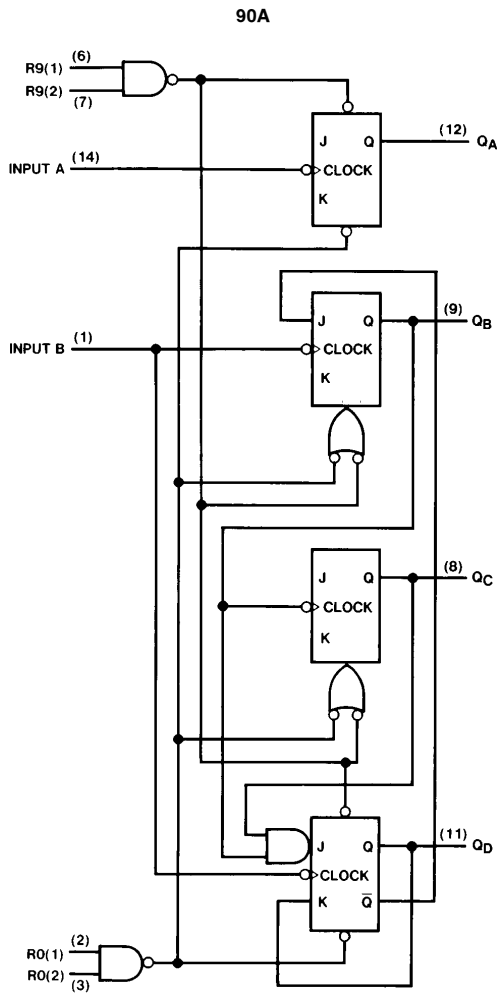 90A
(6)
R9(1)
R9(2)
(7)
J Q (12) QA
INPUT A (14) CLOCK
K
J Q (9) QB
INPUT B (1) CLOCK
K
J Q (8) QC
CLOCK
K
J Q (11) QD
CLOCK
K Q̅
(2)
R0(1)
R0(2)
(3)